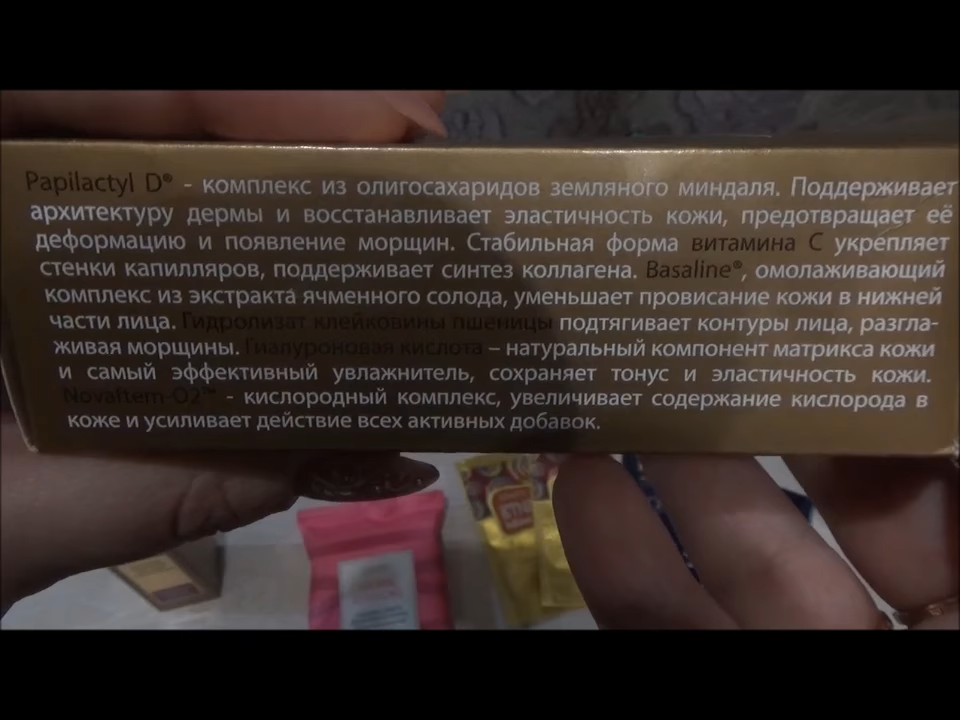 Papilactyl D® - комплекс из олигосахаридов земляного миндаля. Поддерживает
архитектуру дермы и восстанавливает эластичность кожи, предотвращает её
деформацию и появление морщин. Стабильная форма витамина С укрепляет
стенки капилляров, поддерживает синтез коллагена. Basaline®, омолаживающий
комплекс из экстракта ячменного солода, уменьшает провисание кожи в нижней
части лица. Гидролизат клейковины пшеницы подтягивает контуры лица, разгла-
живая морщины. Гиалуроновая кислота – натуральный компонент матрикса кожи
и самый эффективный увлажнитель, сохраняет тонус и эластичность кожи.
Novaltem-O2™ - кислородный комплекс, увеличивает содержание кислорода в
коже и усиливает действие всех активных добавок.